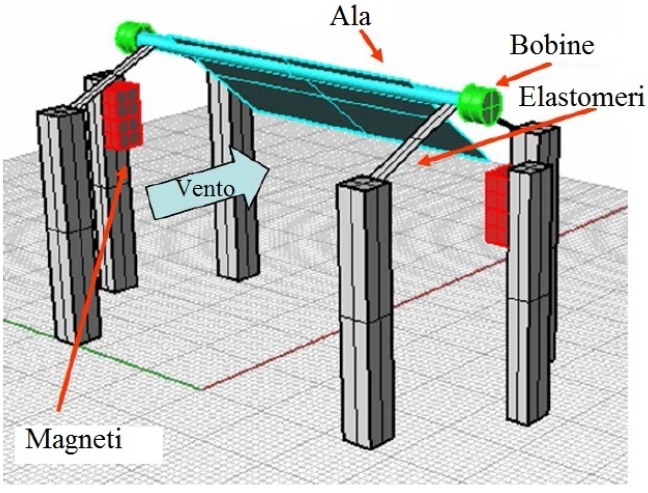 Ala
Bobine
Elastomeri
Vento
Magneti